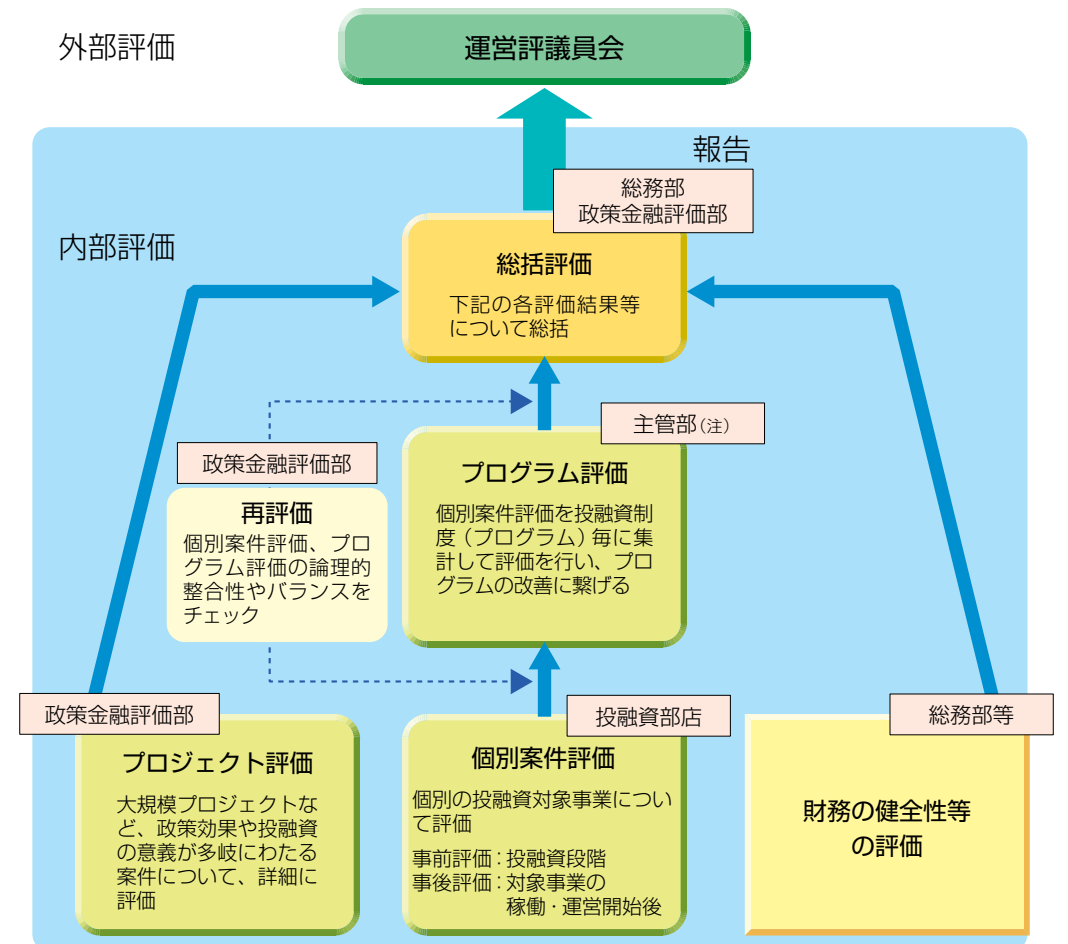 外部評価
運営評議員会
報告
総務部
政策金融評価部
内部評価
総括評価
下記の各評価結果等
について総括
主管部(注)
プログラム評価
個別案件評価を投融資制
度（プログラム）毎に集
計して評価を行い、プロ
グラムの改善に繋げる
政策金融評価部
再評価
個別案件評価、プロ
グラム評価の論理的
整合性やバランスを
チェック
政策金融評価部
プロジェクト評価
大規模プロジェクトな
ど、政策効果や投融資
の意義が多岐にわたる
案件について、詳細に
評価
投融資部店
個別案件評価
個別の投融資対象事業につい
て評価
事前評価：投融資段階
事後評価：対象事業の
稼働・運営開始後
総務部等
財務の健全性等
の評価